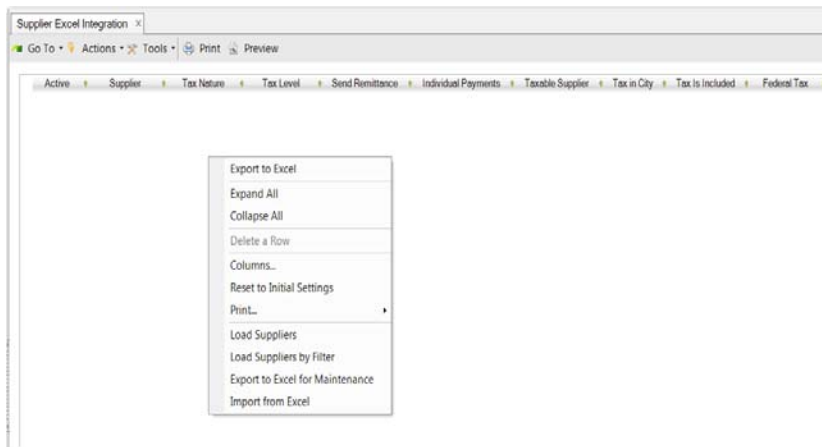 Supplier Excel Integration ×
Go To Actions Tools Print Preview
Active Supplier Tax Nature Tax Level Send Remittance Individual Payments Taxable Supplier Tax in City Tax Is Included Federal Tax
Export to Excel
Expand All
Collapse All
Delete a Row
Columns...
Reset to Initial Settings
Print...
Load Suppliers
Load Suppliers by Filter
Export to Excel for Maintenance
Import from Excel